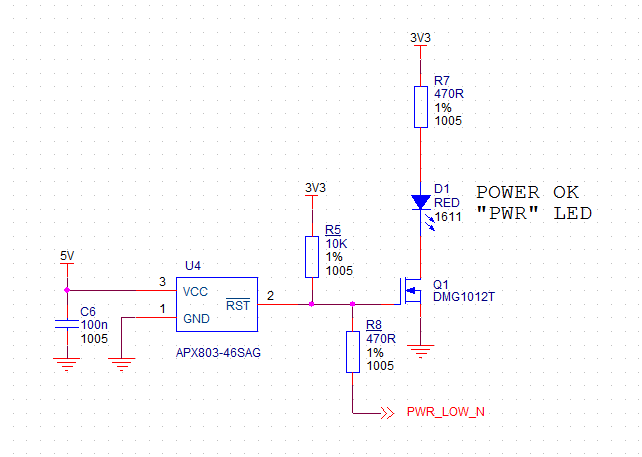 3V3
R7
470R
1%
1005
D1
RED
1611
POWER OK
"PWR" LED
3V3
R5
10K
1%
1005
5V
U4
3
VCC
2
RST
1
GND
C6
100n
1005
APX803-46SAG
Q1
DMG1012T
R8
470R
1%
1005
PWR_LOW_N